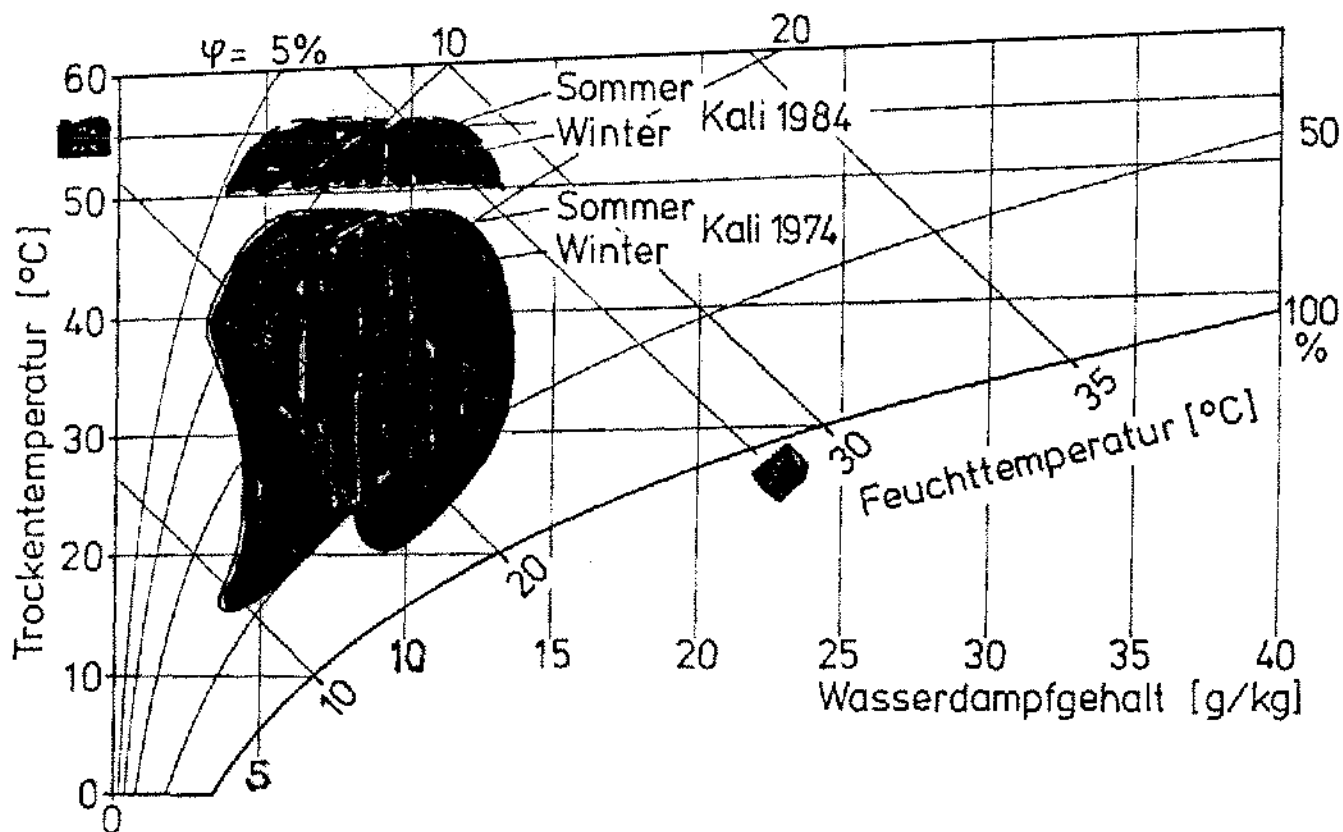 φ= 5%
10
20
60
Sommer
Winter
Kali 1984
50
50
Sommer
Winter
Kali 1974
40
100
%
30
35
30
Feuchttemperatur [°C]
20
20
10
10
5
10
15
20
25
30
35
40
Wasserdampfgehalt [g/kg]
0
0
Trockentemperatur [°C]